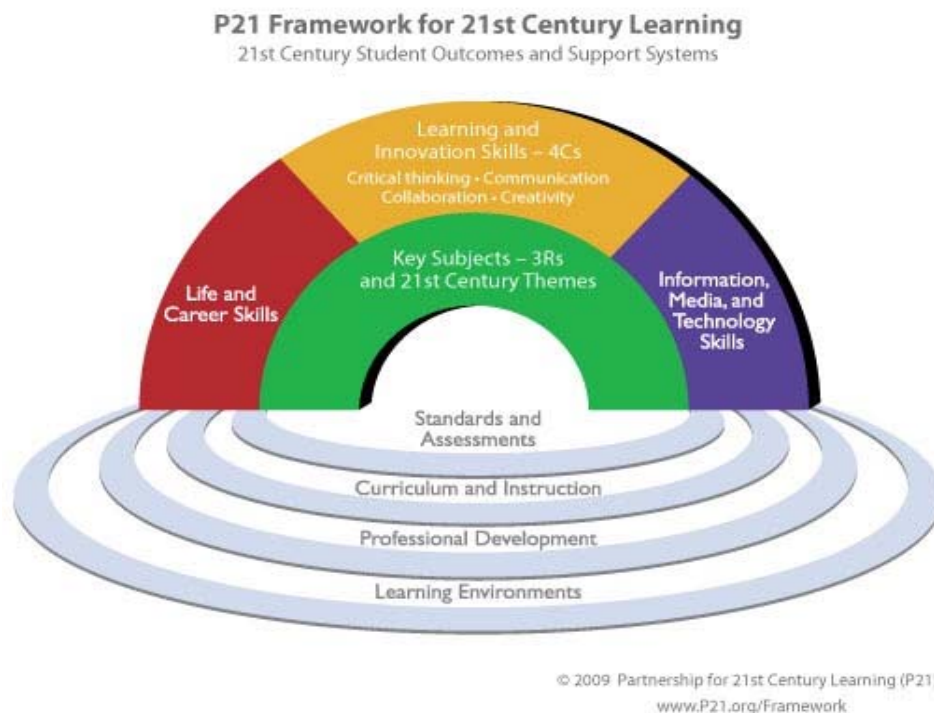 P21 Framework for 21st Century Learning
21st Century Student Outcomes and Support Systems
Learning and
Innovation Skills – 4Cs
Critical thinking • Communication
Collaboration • Creativity
Key Subjects – 3Rs
and 21st Century Themes
Life and
Career Skills
Information,
Media, and
Technology
Skills
Standards and
Assessments
Curriculum and Instruction
Professional Development
Learning Environments
© 2009 Partnership for 21st Century Learning (P21)
www.P21.org/Framework